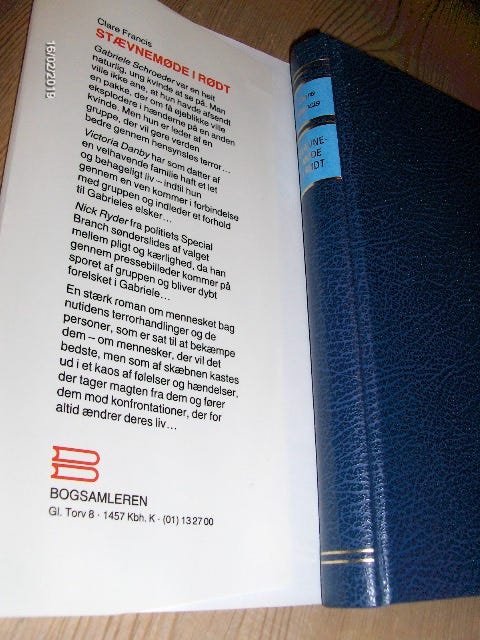 16/02/2019
Clare Francis
STÆVNEMØDE I RØDT
Gabriele Schroeder var en helt
naturlig, ung kvinde at se på. Man
ville ikke ane, at hun havde afsendt
en pakke, der om få øjeblikke ville
eksplodere i hænderne på en anden
kvinde. Men hun er leder af en
gruppe, der vil gøre verden
bedre gennem hensynsløs terror...
Victoria Danby har som datter af
en velhavende familie haft et let
og behageligt liv – indtil hun
gennem en ven kommer i forbindelse
med gruppen og indleder et forhold
til Gabrieles elsker...
Nick Ryder fra politiets Special
Branch sønderslides af valget
mellem pligt og kærlighed, da han
gennem pressebilleder kommer på
sporet af gruppen og bliver dybt
forelsket i Gabriele...
En stærk roman om mennesket bag
nutidens terrorhandlinger og de
personer, som er sat til at bekæmpe
dem – om mennesker, der vil det
bedste, men som af skæbnen kastes
ud i et kaos af følelser og hændelser,
der tager magten fra dem og fører
dem mod konfrontationer, der for
altid ændrer deres liv...
BOGSAMLEREN
Gl. Torv 8 · 1457 Kbh. K · (01) 13 27 00